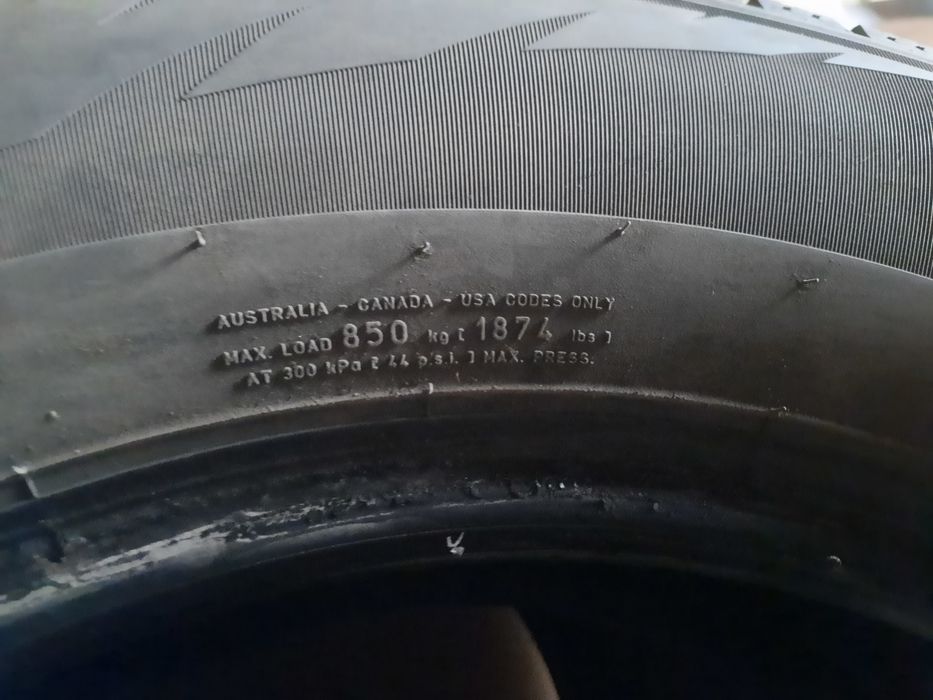 AUSTRALIA - CANADA - USA CODES ONLY
MAX. LOAD 850 kg [ 1874 lbs ]
AT 300 kPa [ 44 p.s.i. ] MAX. PRESS.